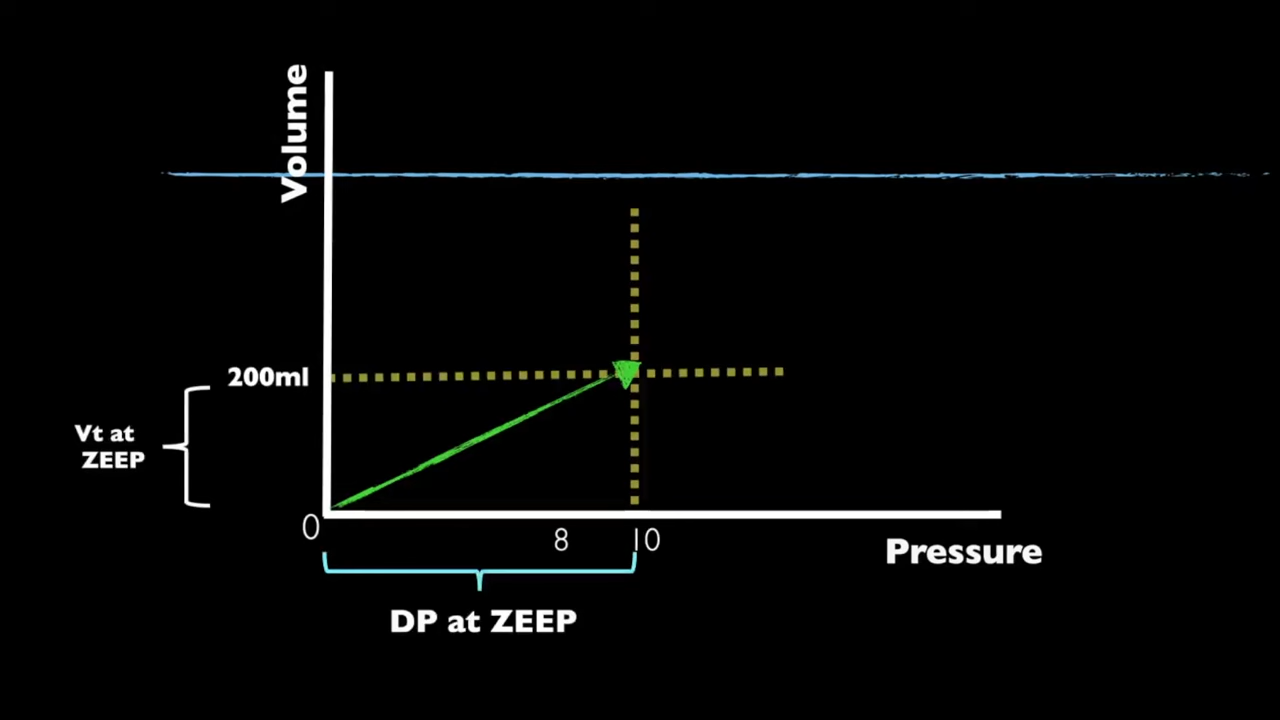 Volume
200ml
Vt at
ZEEP
0
8
10
Pressure
DP at ZEEP